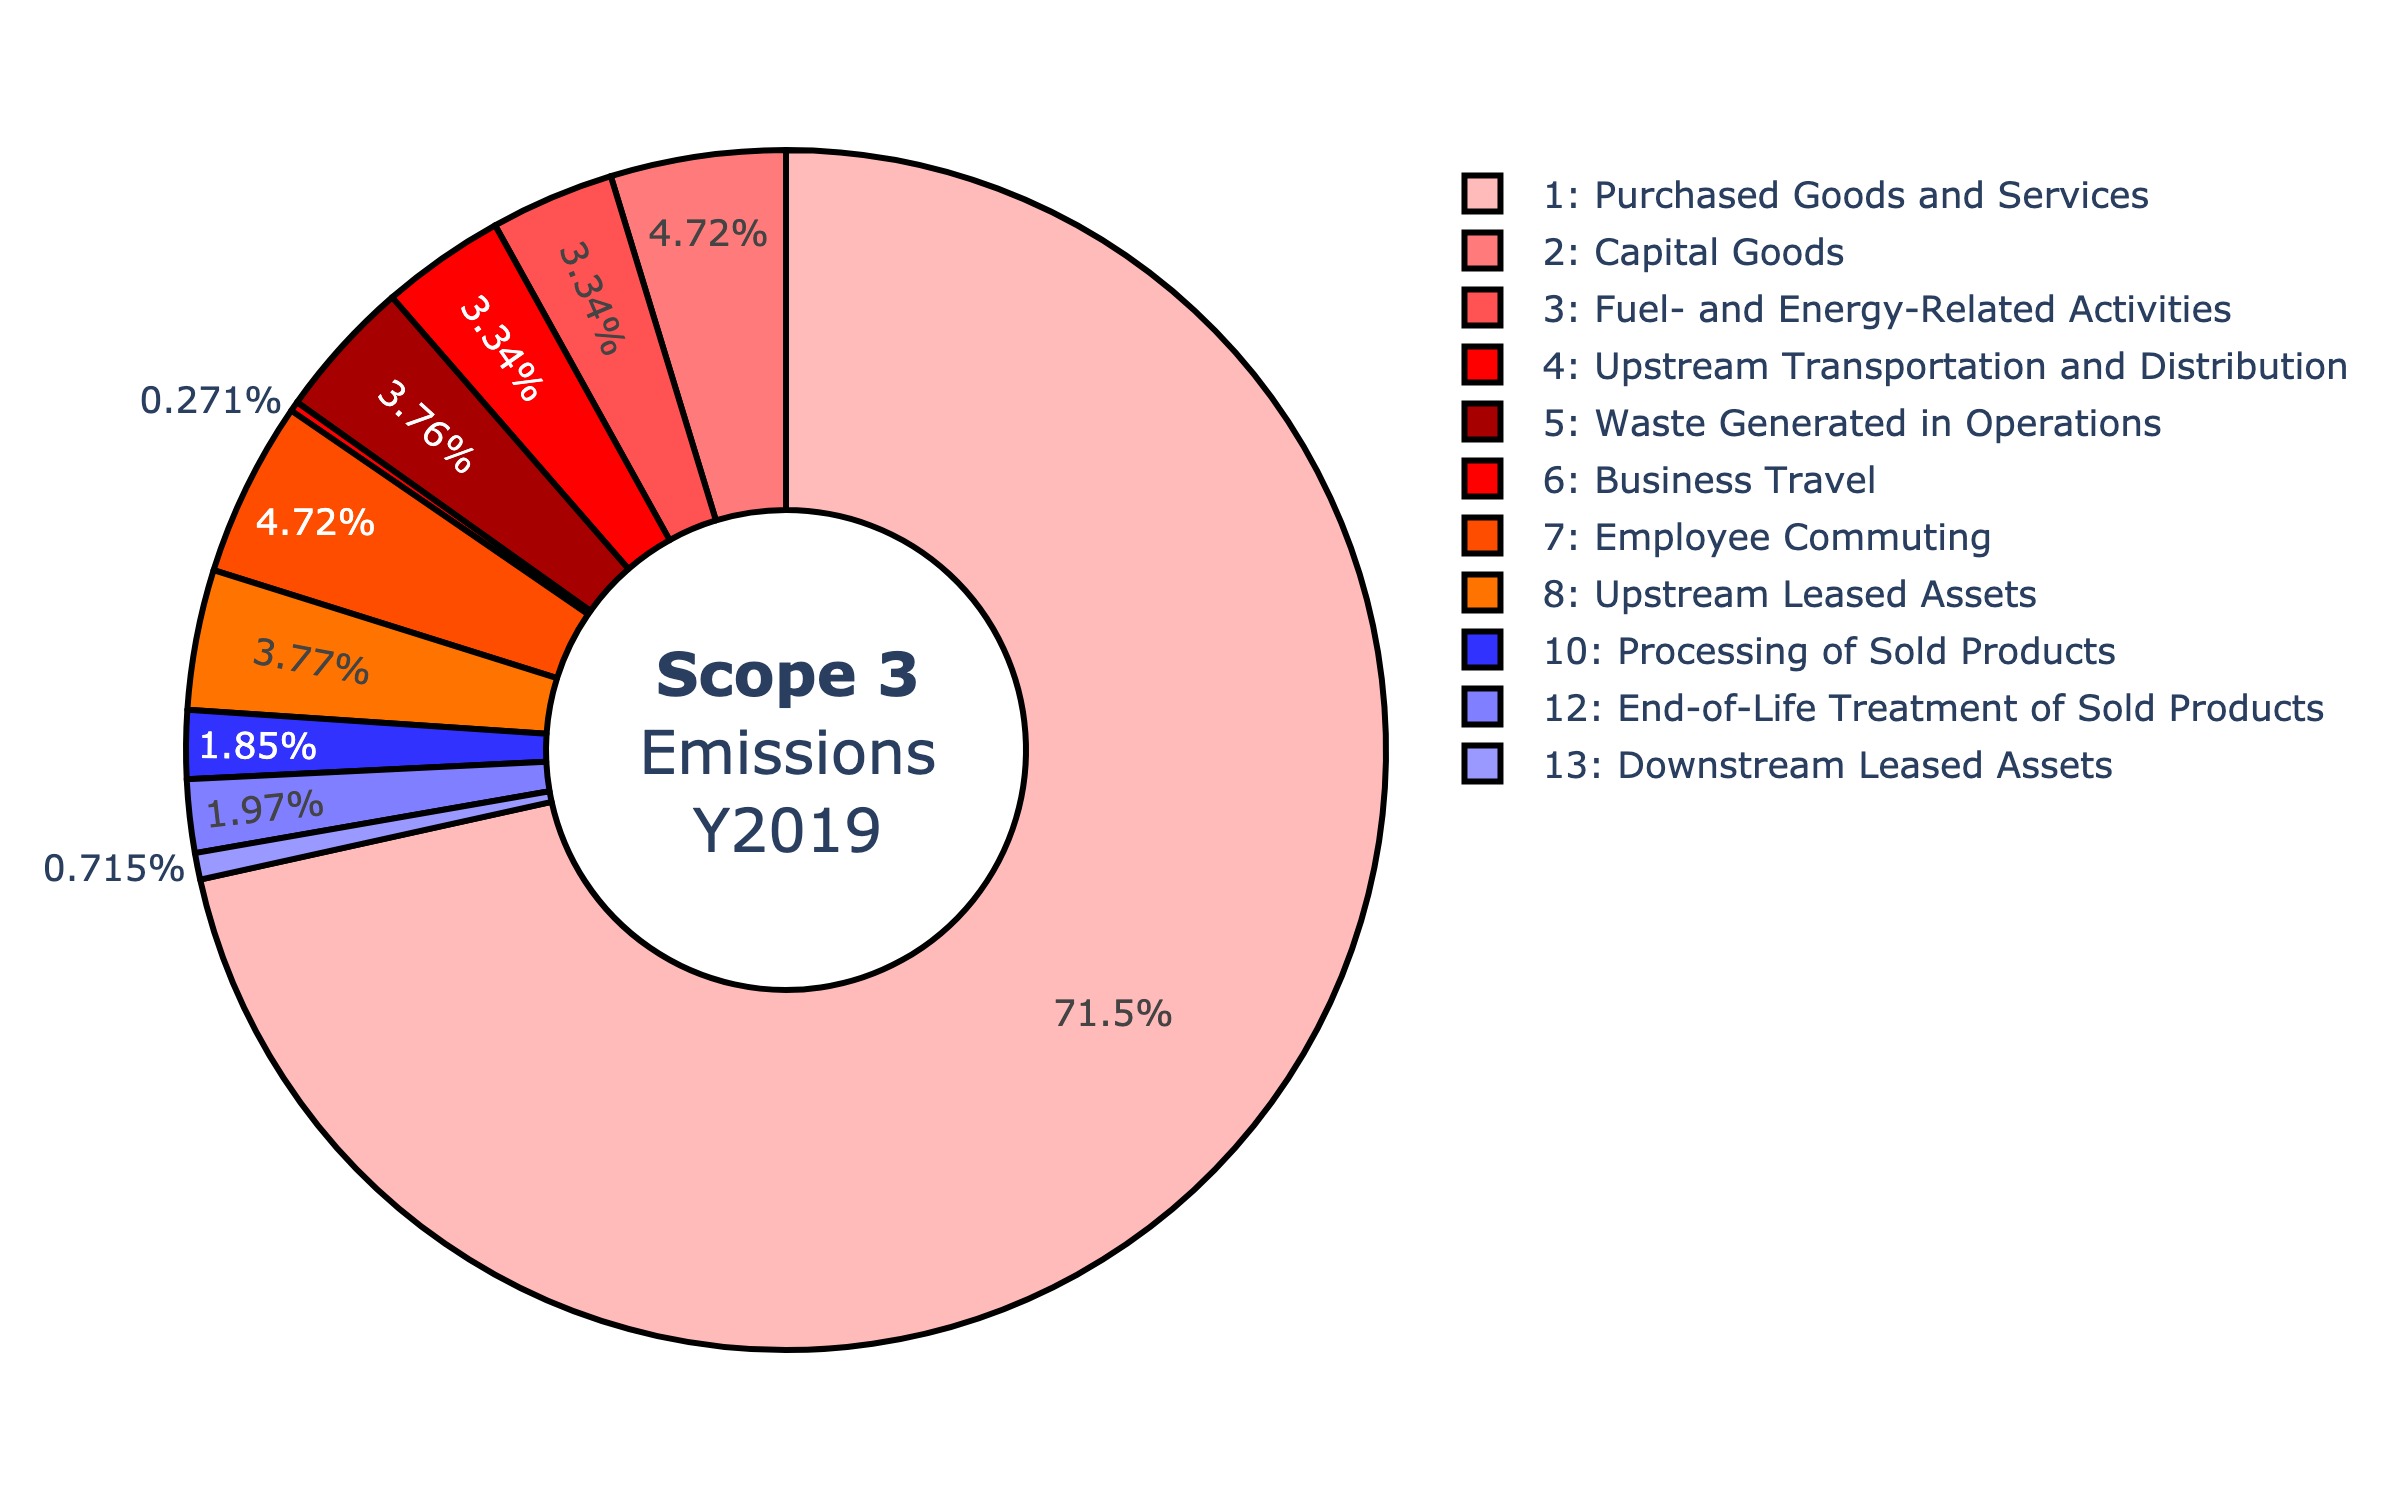 4.72%
3.34%
3.34%
3.76%
0.271%
4.72%
3.77%
1.85%
1.97%
0.715%
71.5%
Scope 3
Emissions
Y2019
1: Purchased Goods and Services
2: Capital Goods
3: Fuel- and Energy-Related Activities
4: Upstream Transportation and Distribution
5: Waste Generated in Operations
6: Business Travel
7: Employee Commuting
8: Upstream Leased Assets
10: Processing of Sold Products
12: End-of-Life Treatment of Sold Products
13: Downstream Leased Assets